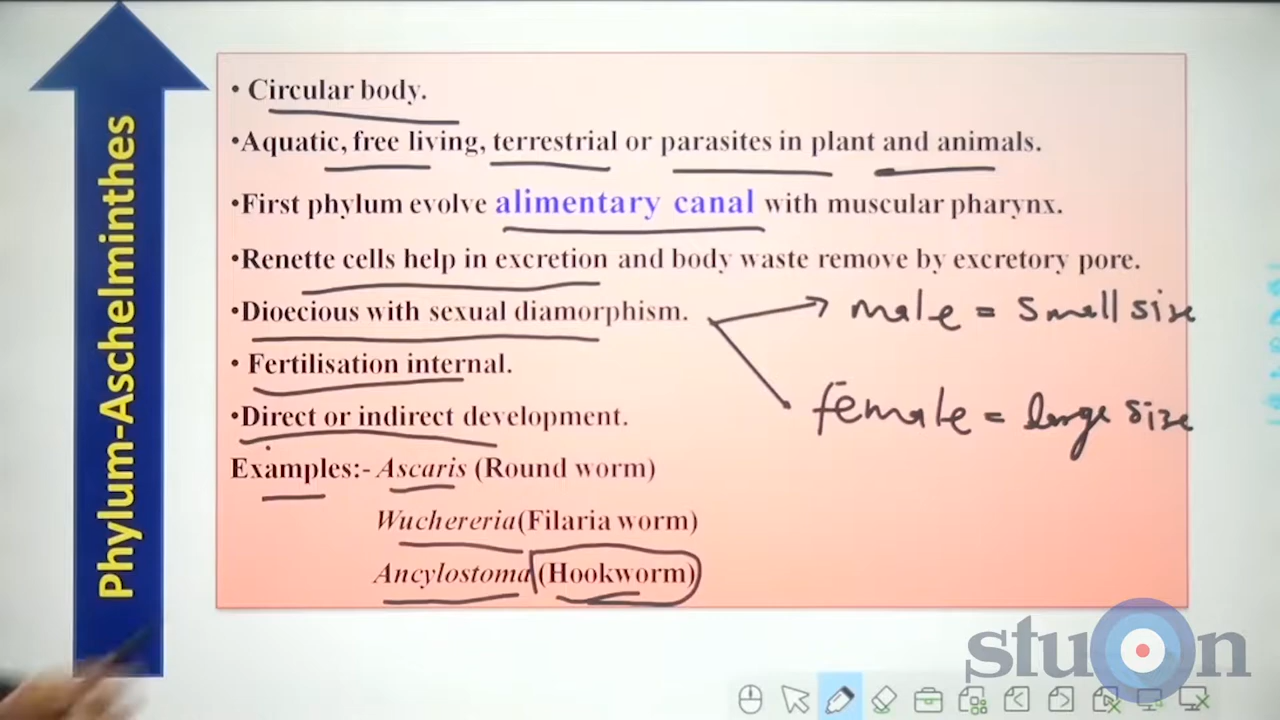 Phylum-Aschelminthes
• Circular body.
•Aquatic, free living, terrestrial or parasites in plant and animals.
•First phylum evolve alimentary canal with muscular pharynx.
•Renette cells help in excretion and body waste remove by excretory pore.
•Dioecious with sexual diamorphism.
male = small size
female = large size
• Fertilisation internal.
•Direct or indirect development.
Examples:- Ascaris (Round worm)
Wuchereria(Filaria worm)
Ancylostoma (Hookworm)
stuon